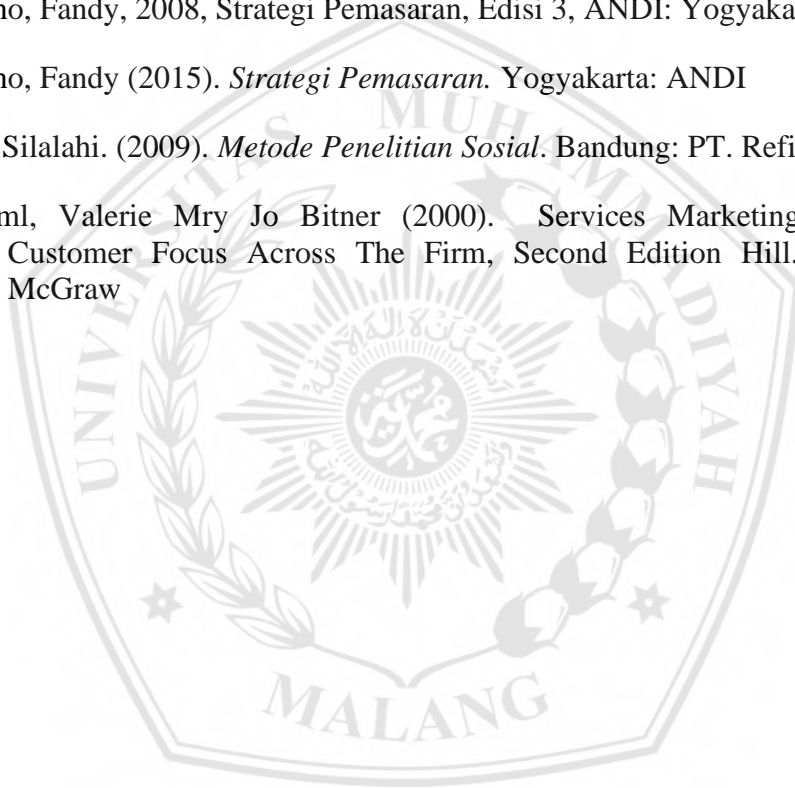 no, Fandy, 2008, Strategi Pemasaran, Edisi 3, ANDI: Yogyaka
no, Fandy (2015). Strategi Pemasaran. Yogyakarta: ANDI
Silalahi. (2009). Metode Penelitian Sosial. Bandung: PT. Refi
ml, Valerie Mry Jo Bitner (2000). Services Marketing
Customer Focus Across The Firm, Second Edition Hill.
McGraw
UNIVERSITAS MUHAMMADIYAH
MALANG